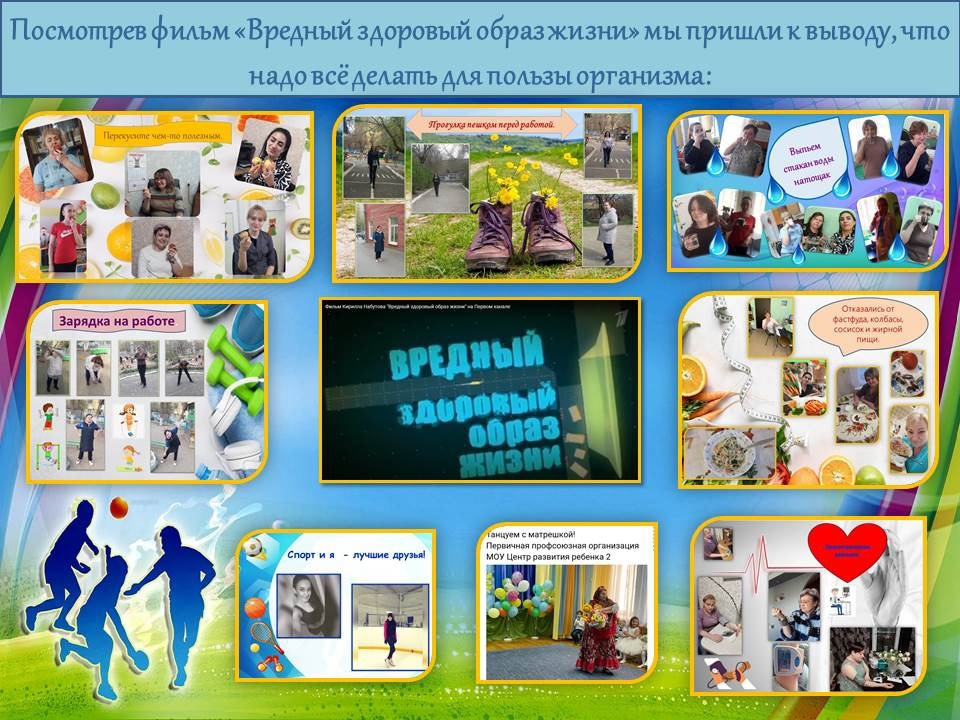 Посмотрев фильм «Вредный здоровый образ жизни» мы пришли к выводу, что
надо всё делать для пользы организма:
Перекусите чем-то полезным.
Прогулка пешком перед работой.
Выпьем
стакан воды
натощак
Зарядка на работе
Фильм Кирилла Набутова "Вредный здоровый образ жизни" на Первом канале
ВРЕДНЫЙ
здоровый
образ
жизни
Отказались от
фастфуда, колбасы,
сосисок и жирной
пищи.
Спорт и я - лучшие друзья!
Танцуем с матрешкой!
Первичная профсоюзная организация
МОУ Центр развития ребенка 2